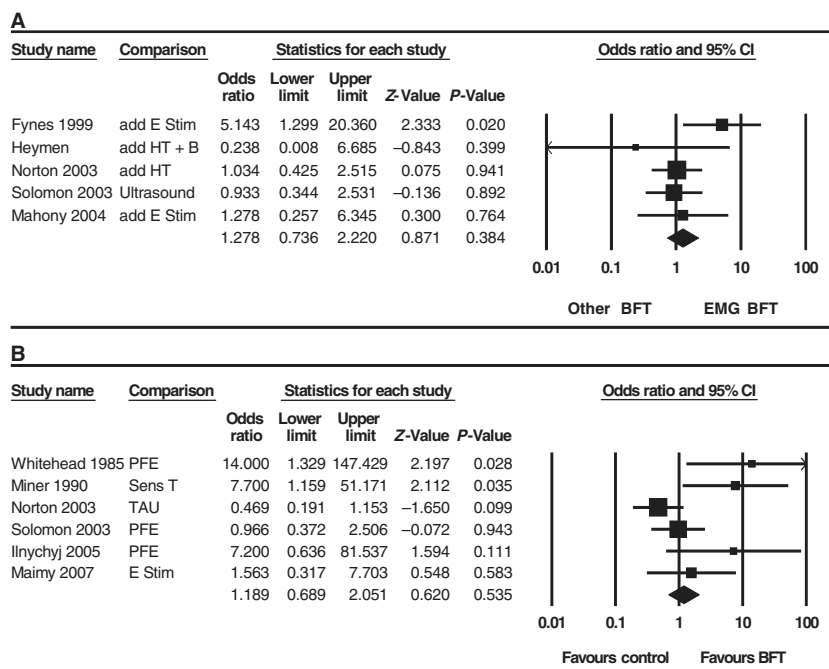 A
Study name Comparison Statistics for each study Odds ratio and 95% CI
Odds ratio Lower limit Upper limit Z-Value P-Value
Fynes 1999 add E Stim 5.143 1.299 20.360 2.333 0.020
Heymen add HT + B 0.238 0.008 6.685 –0.843 0.399
Norton 2003 add HT 1.034 0.425 2.515 0.075 0.941
Solomon 2003 Ultrasound 0.933 0.344 2.531 –0.136 0.892
Mahony 2004 add E Stim 1.278 0.257 6.345 0.300 0.764
1.278 0.736 2.220 0.871 0.384
0.01 0.1 1 10 100
Other BFT EMG BFT
B
Study name Comparison Statistics for each study Odds ratio and 95% CI
Odds ratio Lower limit Upper limit Z-Value P-Value
Whitehead 1985 PFE 14.000 1.329 147.429 2.197 0.028
Miner 1990 Sens T 7.700 1.159 51.171 2.112 0.035
Norton 2003 TAU 0.469 0.191 1.153 –1.650 0.099
Solomon 2003 PFE 0.966 0.372 2.506 –0.072 0.943
Ilnychyj 2005 PFE 7.200 0.636 81.537 1.594 0.111
Maimy 2007 E Stim 1.563 0.317 7.703 0.548 0.583
1.189 0.689 2.051 0.620 0.535
0.01 0.1 1 10 100
Favours control Favours BFT